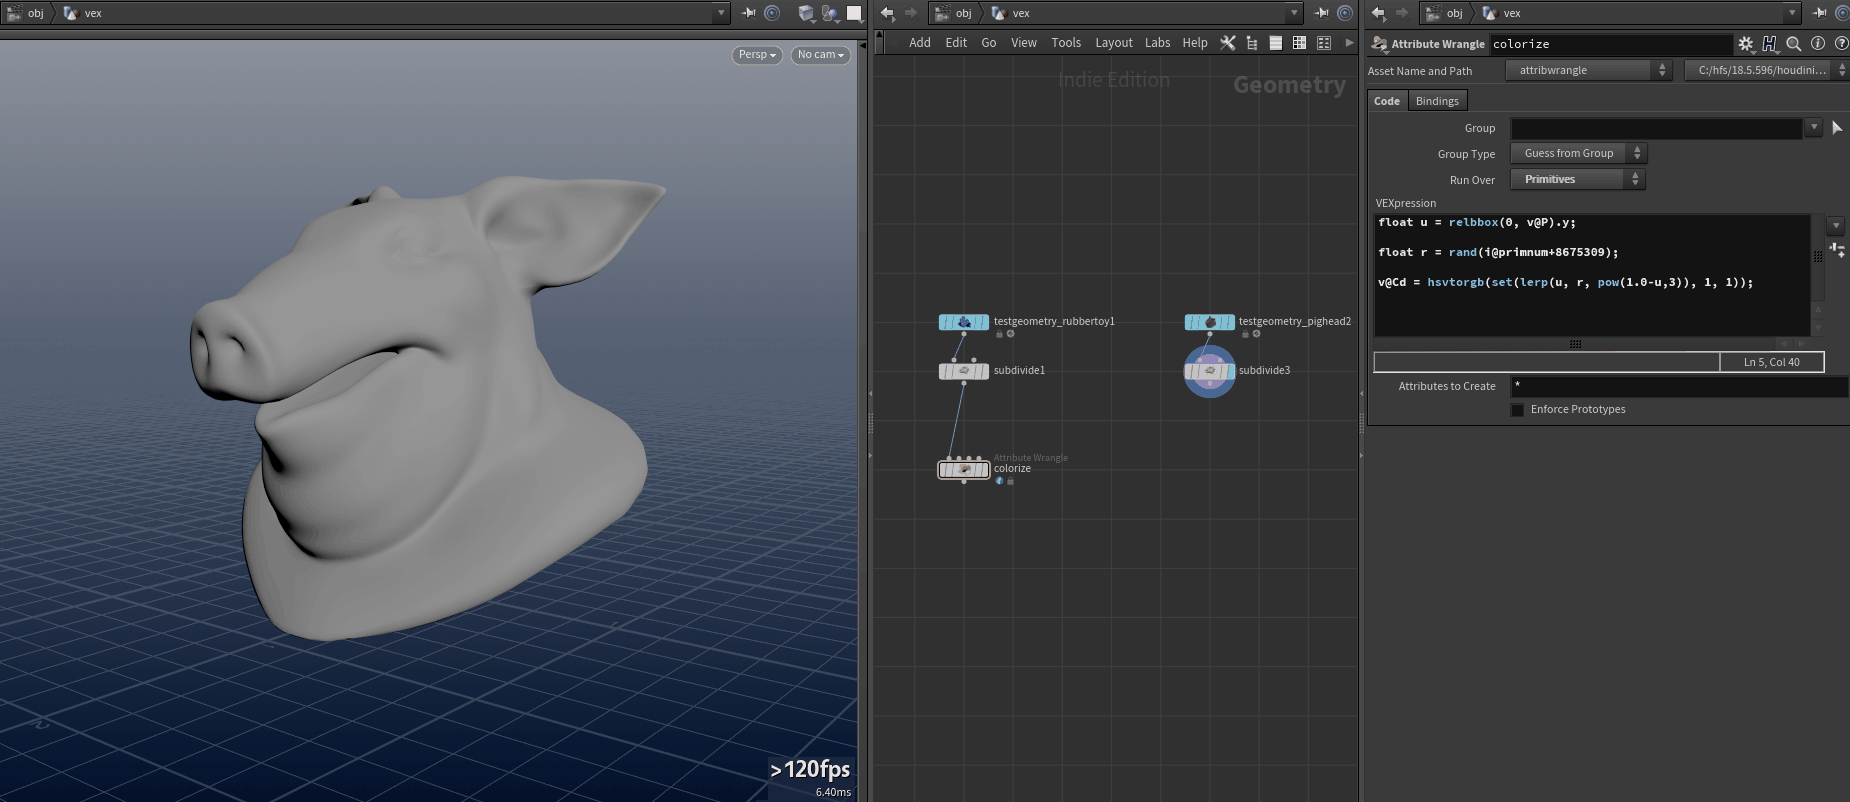 obj vex
Persp No cam
>120fps
6.40ms
obj vex
Add Edit Go View Tools Layout Labs Help
Indie Edition
Geometry
testgeometry_rubbertoy1
testgeometry_pighead2
subdivide1
subdivide3
Attribute Wrangle
colorize
obj vex
Attribute Wrangle colorize
Asset Name and Path attribwrangle C:/hfs/18.5.596/houdini...
Code Bindings
Group
Group Type Guess from Group
Run Over Primitives
VEXpression
float u = relbbox(0, v@P).y;
float r = rand(i@primnum+8675309);
v@Cd = hsvtorgb(set(lerp(u, r, pow(1.0-u,3)), 1, 1));
Ln 5, Col 40
Attributes to Create *
Enforce Prototypes